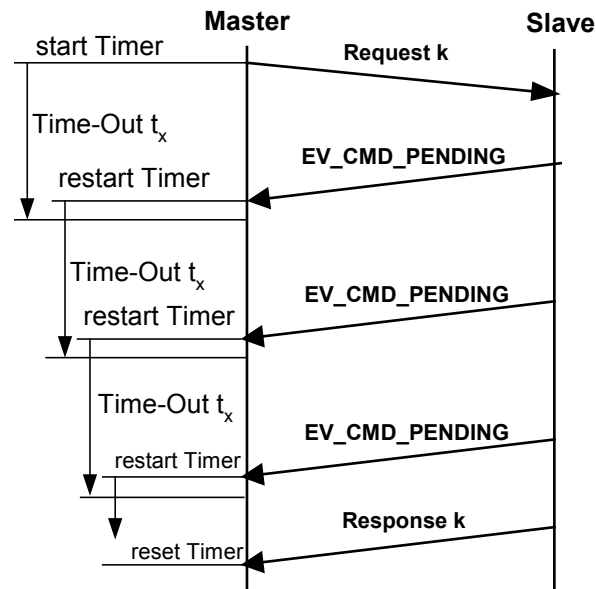 Master
Slave
start Timer
Request k
Time-Out tx
EV_CMD_PENDING
restart Timer
Time-Out tx
EV_CMD_PENDING
restart Timer
Time-Out tx
EV_CMD_PENDING
restart Timer
Response k
reset Timer